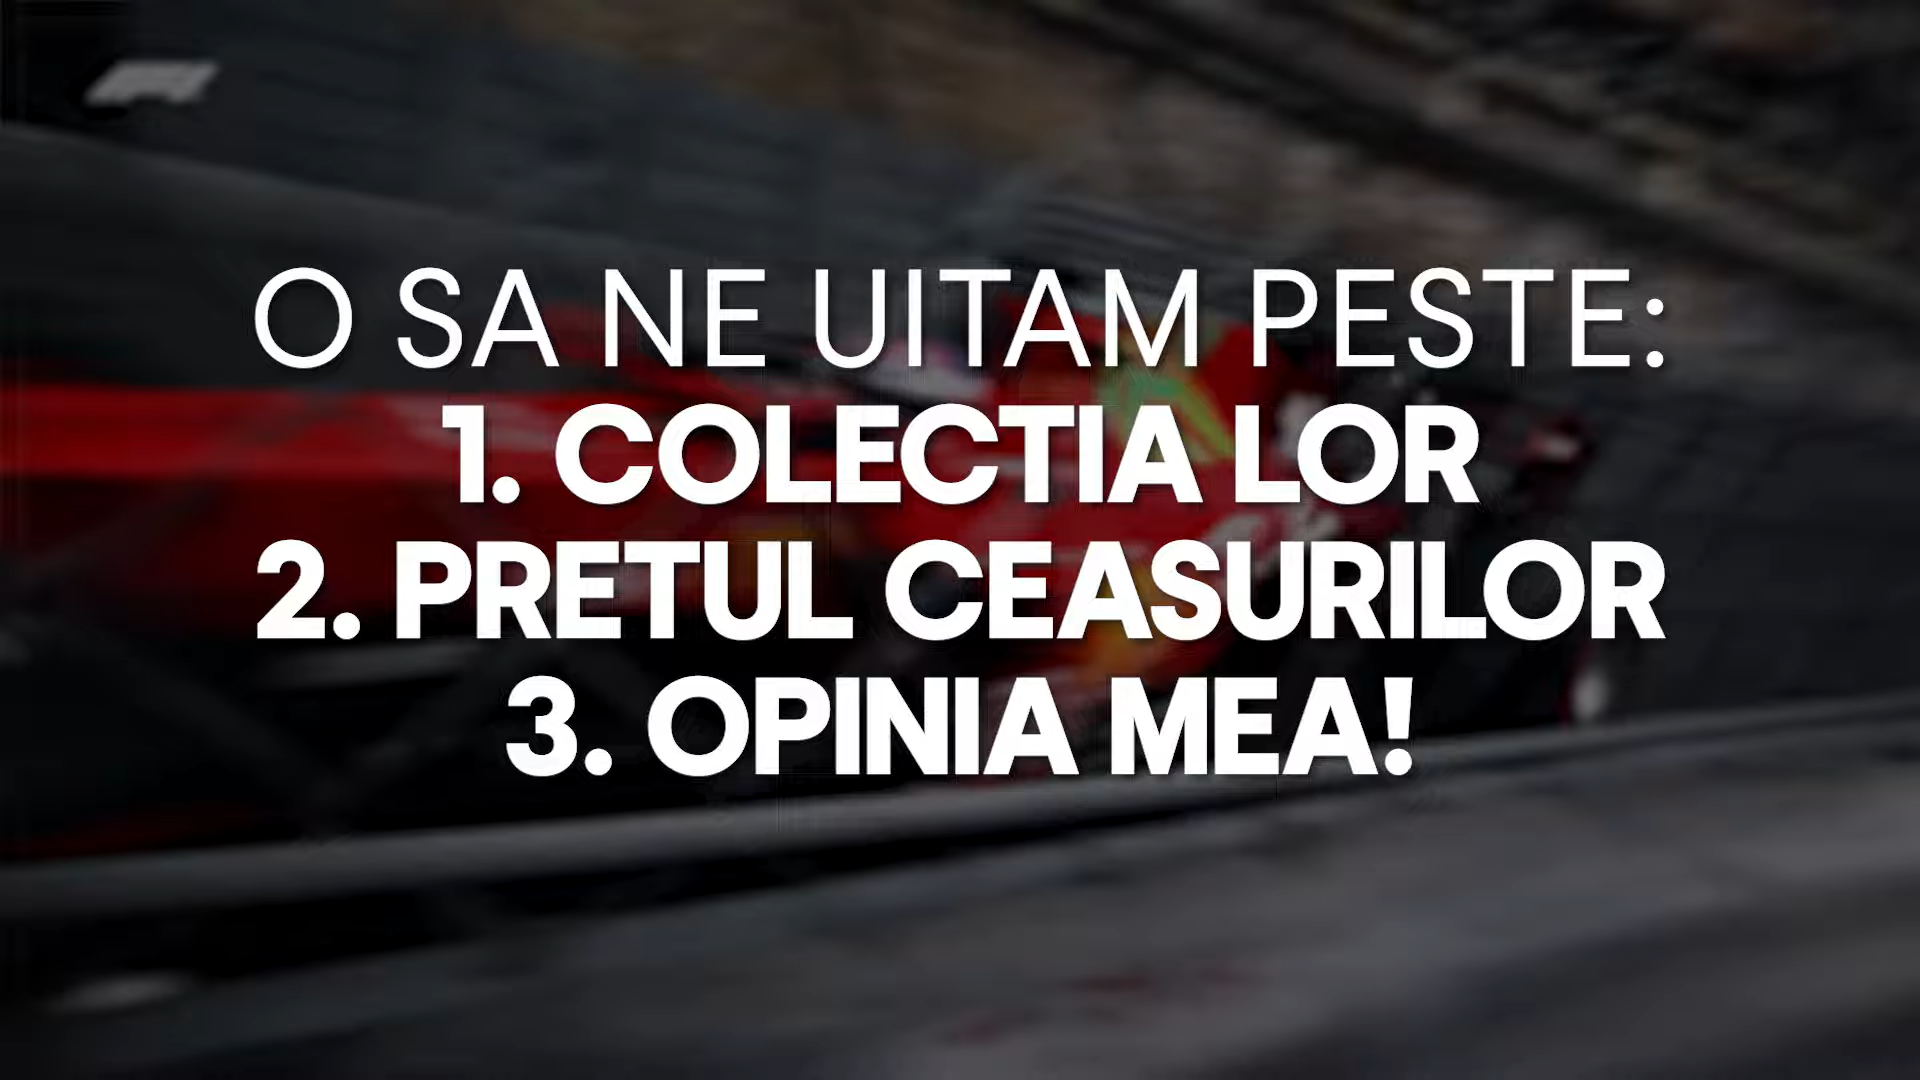 O SA NE UITAM PESTE:
1. COLECTIA LOR
2. PRETUL CEASURILOR
3. OPINIA MEA!